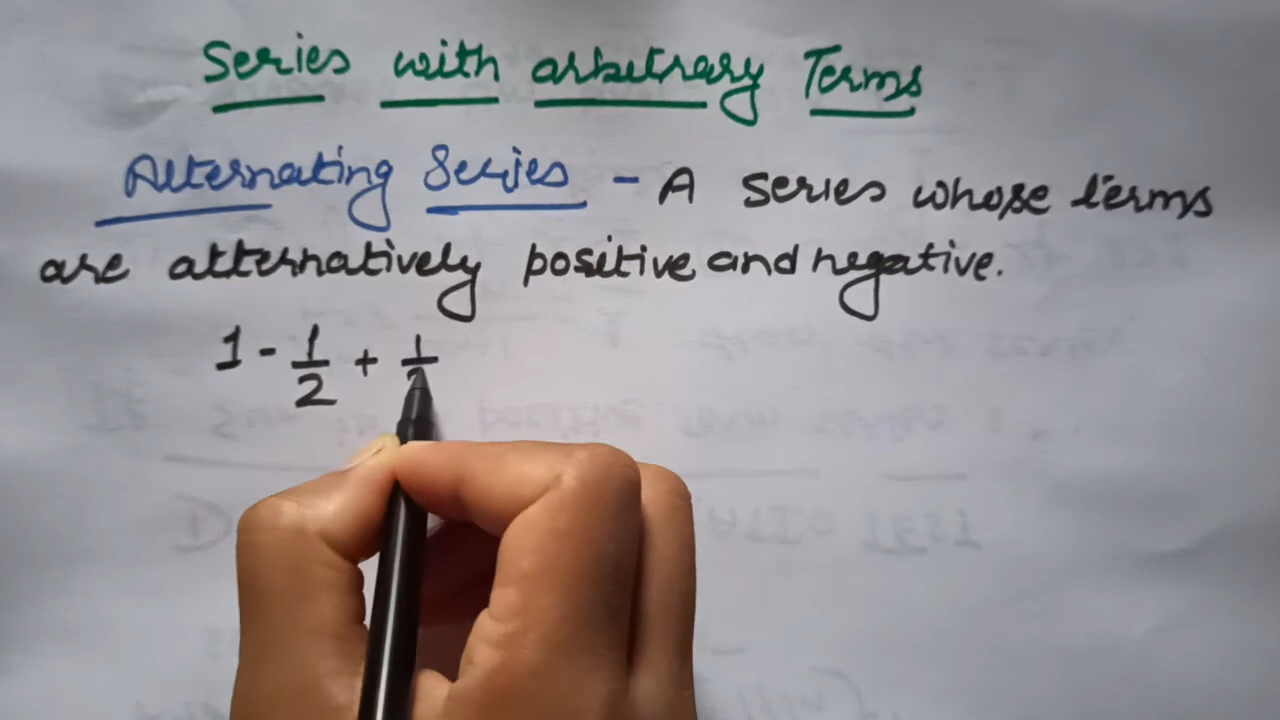 Series with arbitrary Terms
Alternating Series - A series whose terms
are alternatively positive and negative.
1 - 1/2 + 1/